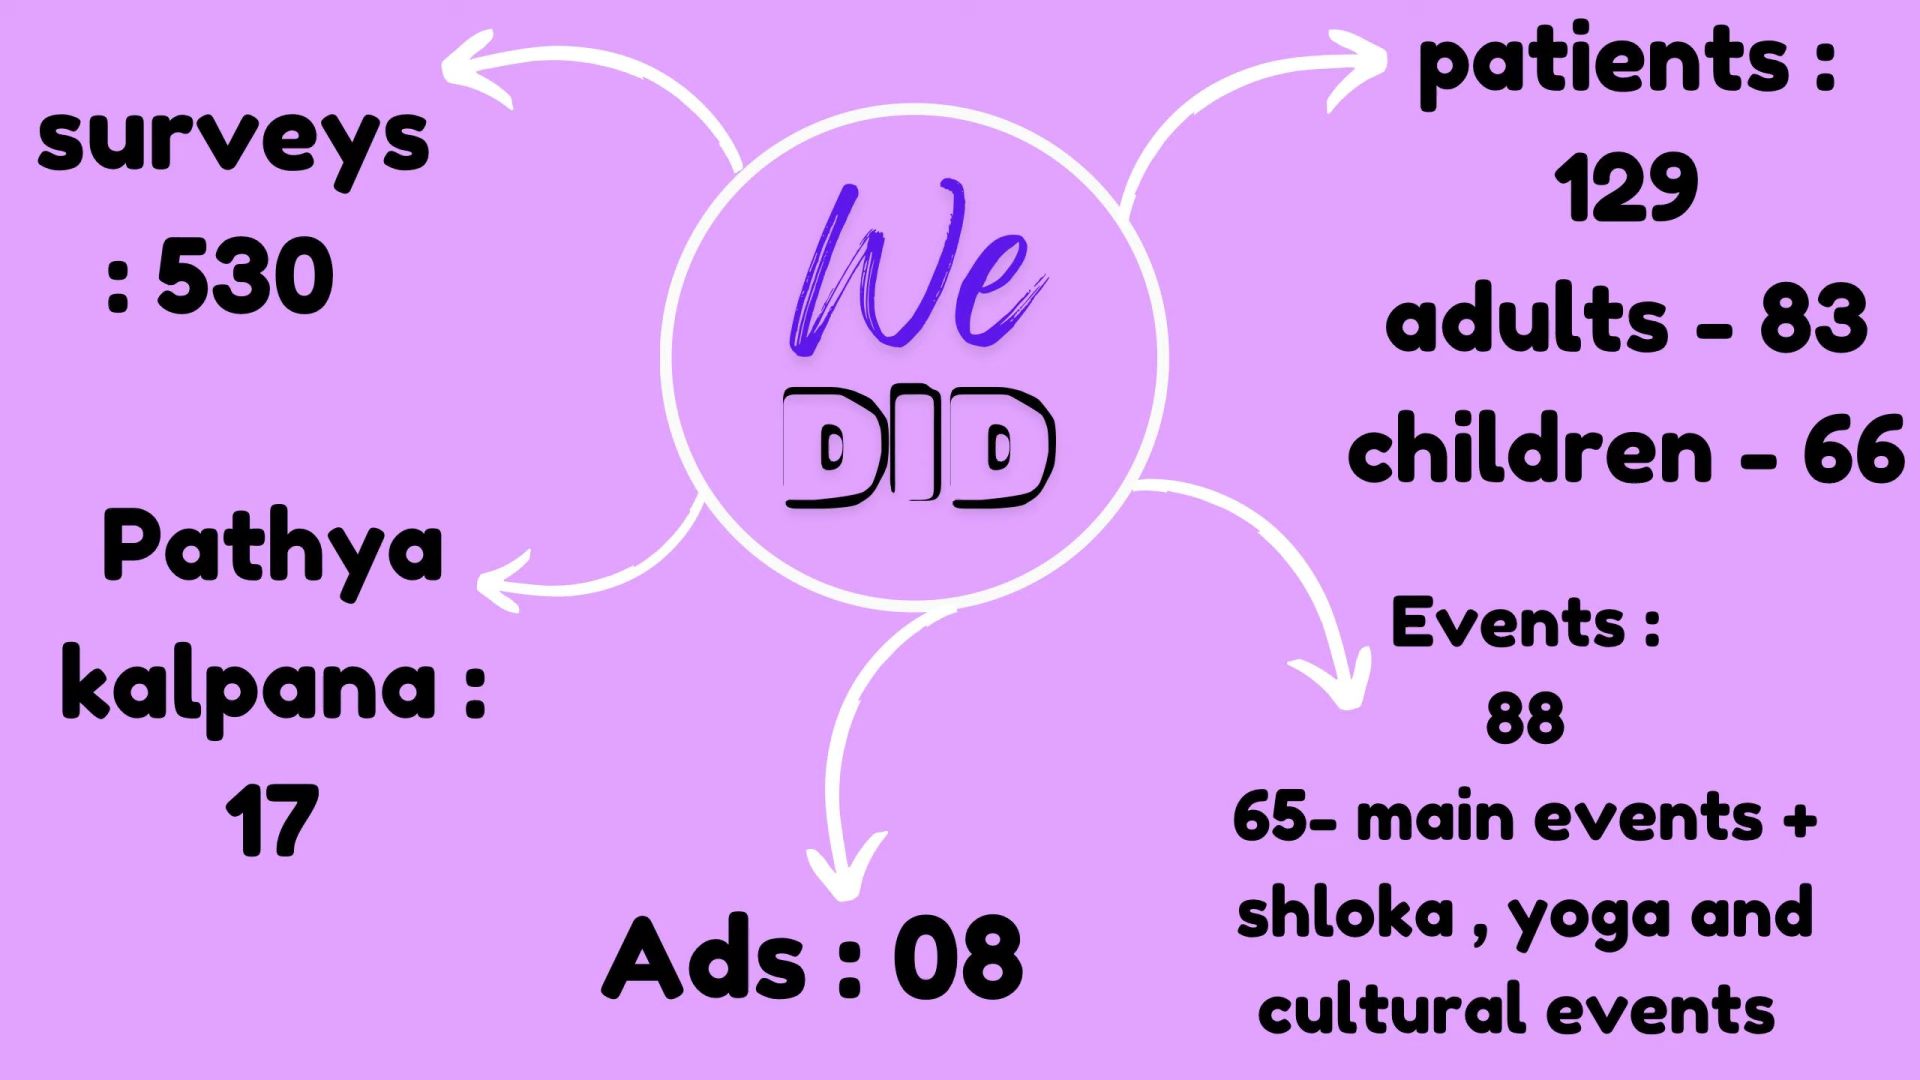 surveys
: 530
We
DID
patients :
129
adults - 83
children - 66
Pathya
kalpana :
17
Events :
88
65- main events +
shloka , yoga and
cultural events
Ads : 08